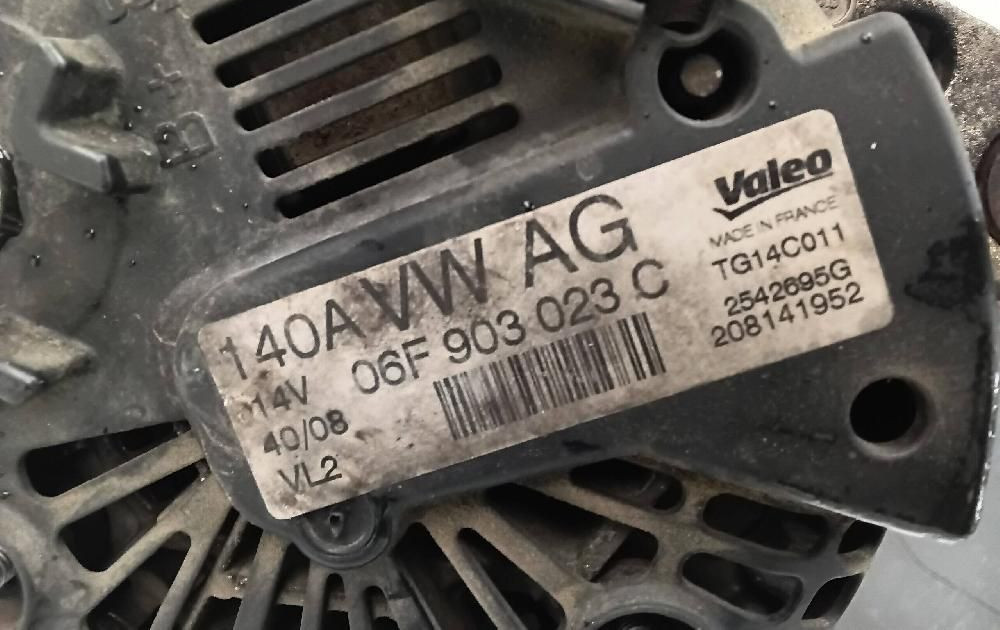 B+
140A VW AG
14V 06F 903 023 C
40/08
VL2
Valeo
MADE IN FRANCE
TG14C011
2542695G
208141952